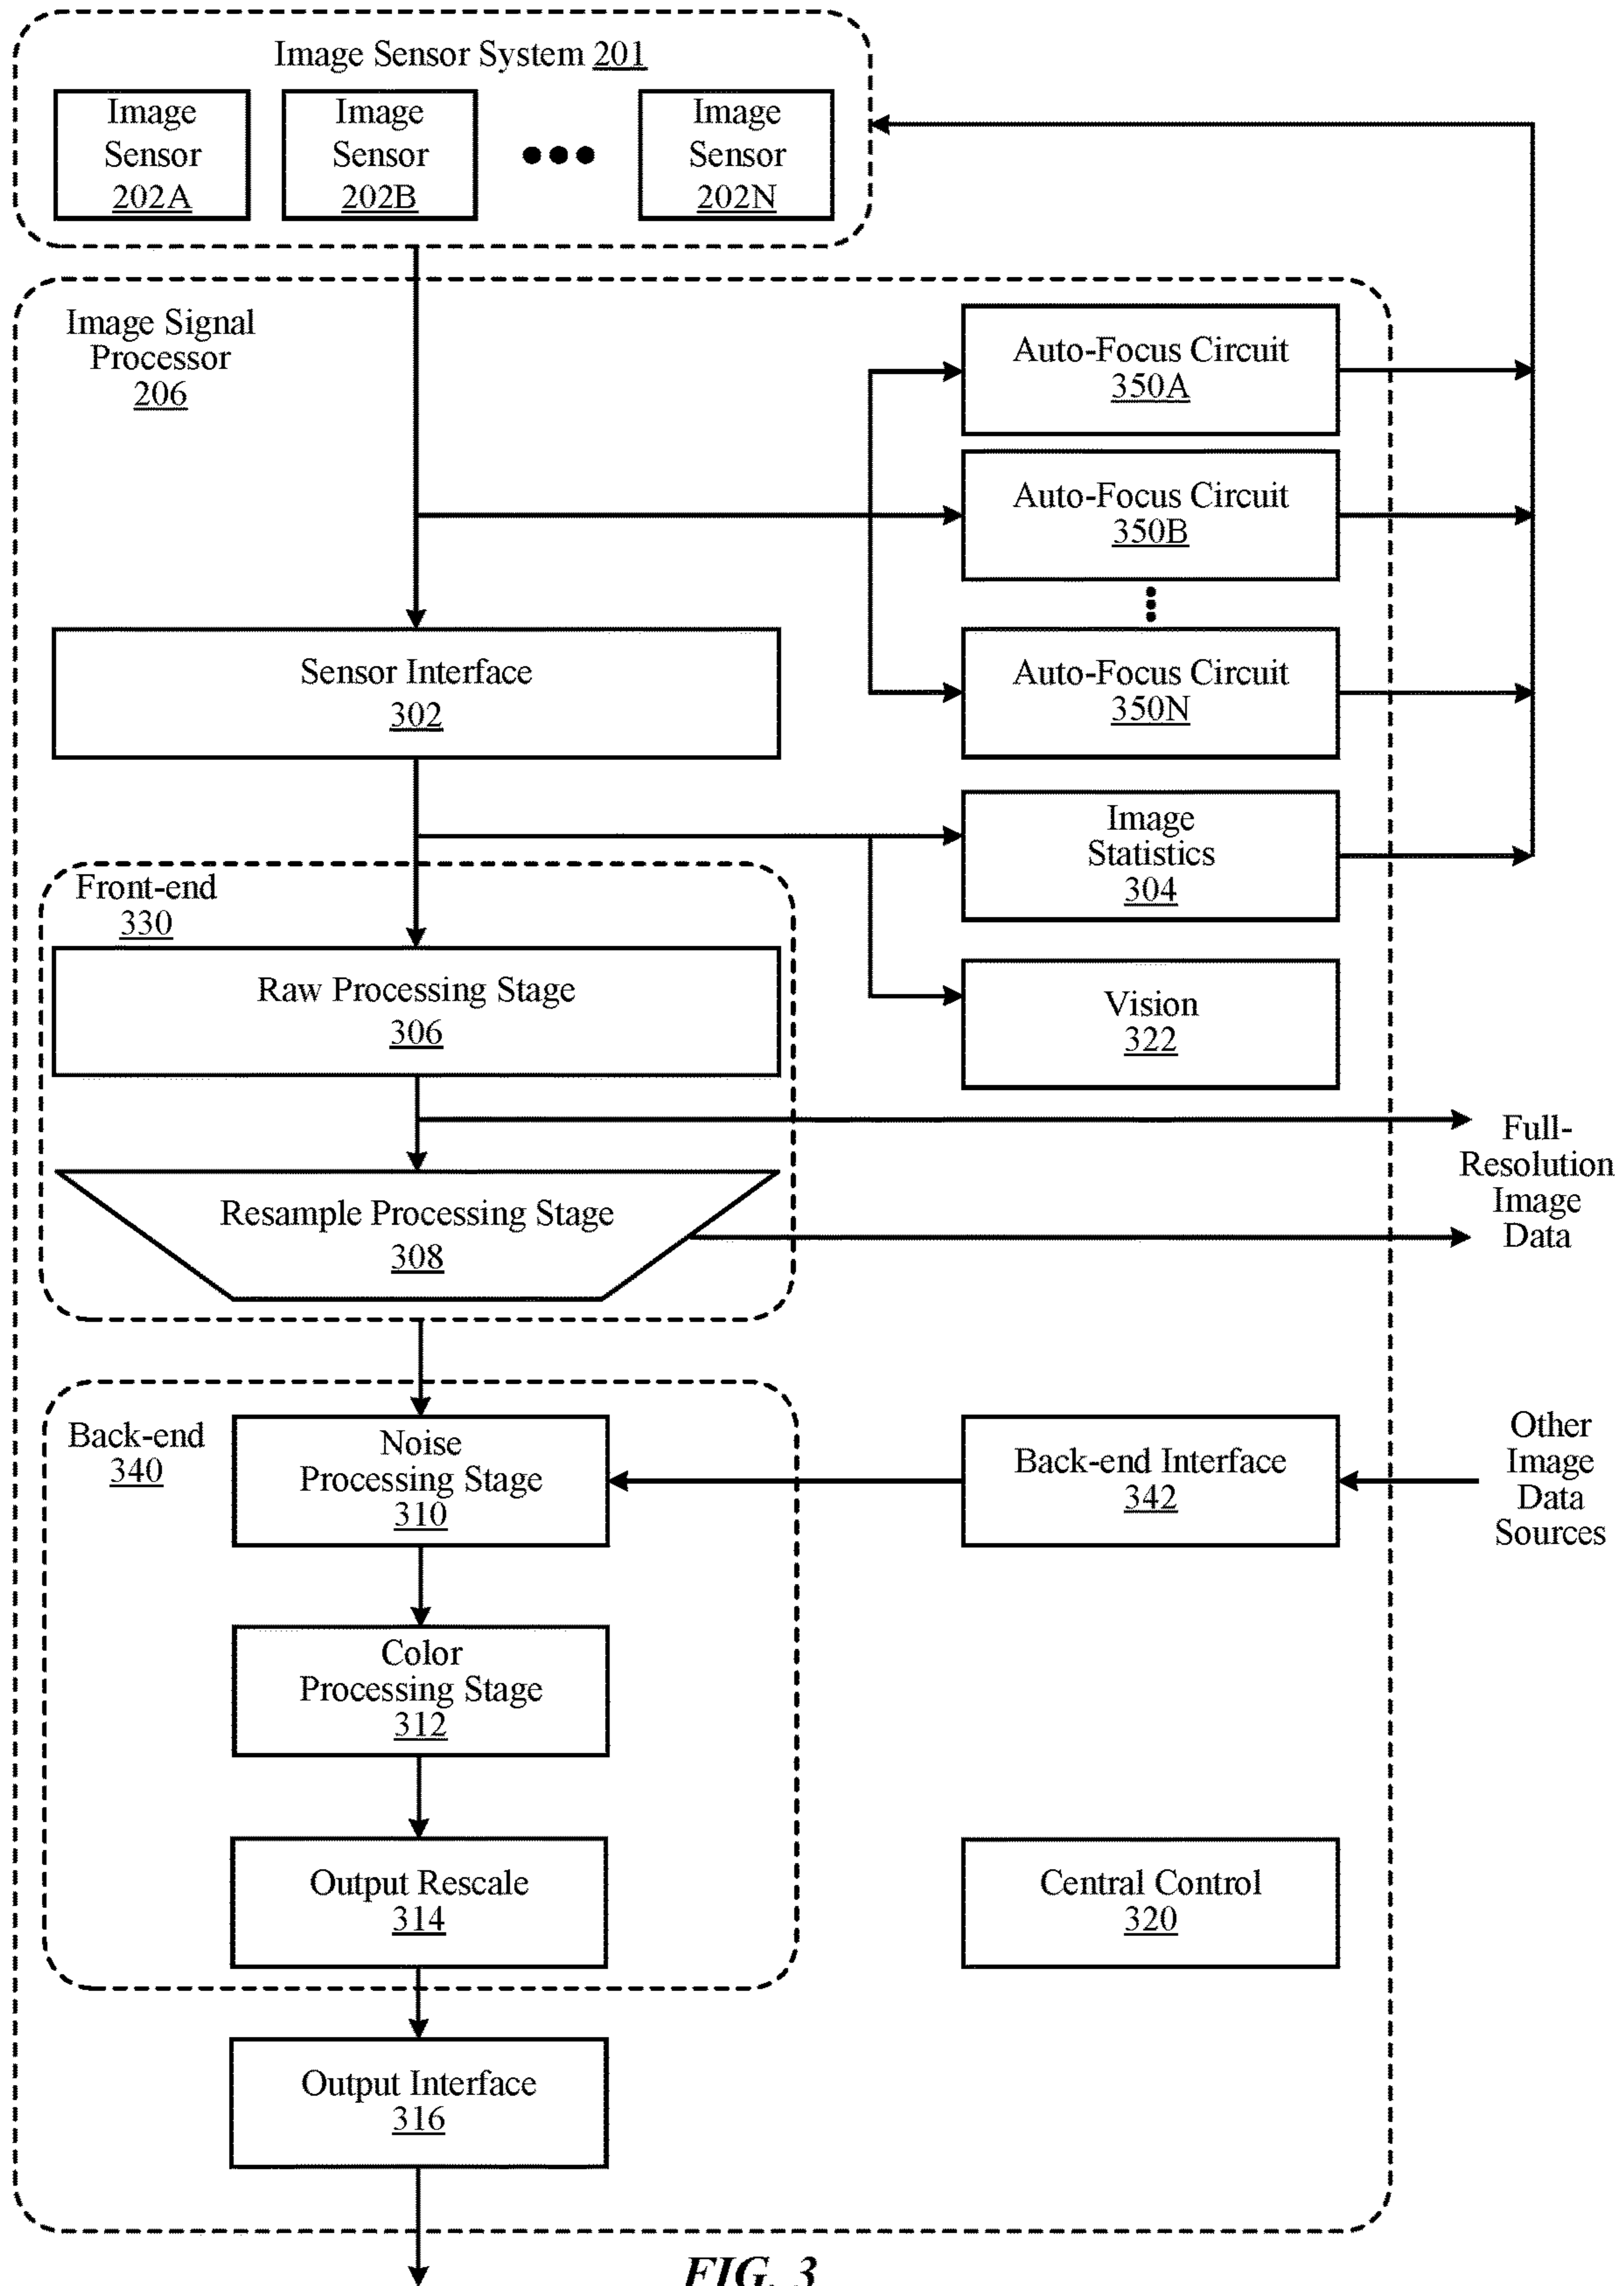 Image Sensor System 201
Image
Sensor
202A
Image
Sensor
202B
Image
Sensor
202N
Image Signal
Processor
206
Auto-Focus Circuit
350A
Auto-Focus Circuit
350B
Auto-Focus Circuit
350N
Sensor Interface
302
Image
Statistics
304
Front-end
330
Raw Processing Stage
306
Vision
322
Full-
Resolution
Image
Data
Resample Processing Stage
308
Back-end
340
Noise
Processing Stage
310
Back-end Interface
342
Other
Image
Data
Sources
Color
Processing Stage
312
Output Rescale
314
Central Control
320
Output Interface
316
FIG. 3